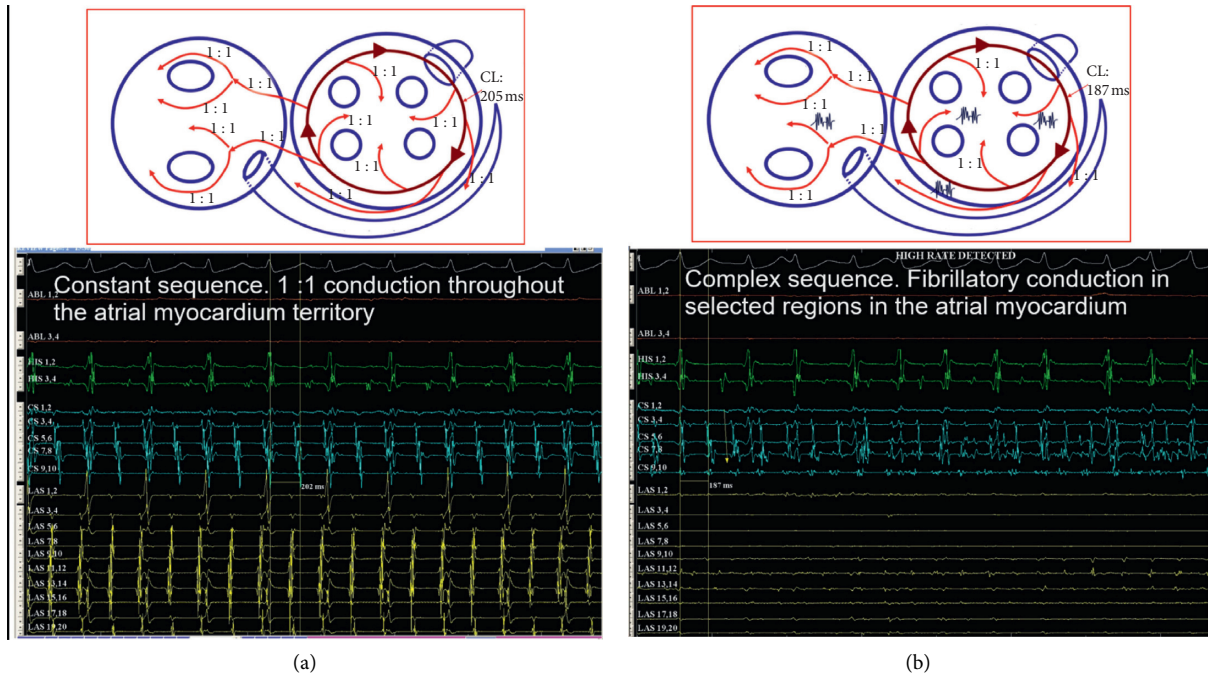 1 : 1
1 : 1
1 : 1
1 : 1
1 : 1
1 : 1
1 : 1
1 : 1
1 : 1
1 : 1
1 : 1
CL:
205 ms
Constant sequence. 1 :1 conduction throughout
the atrial myocardium territory
ABL 1,2
ABL 3,4
HIS 1,2
HIS 3,4
CS 1,2
CS 3,4
CS 5,6
CS 7,8
CS 9,10
202 ms
LAS 1,2
LAS 3,4
LAS 5,6
LAS 7,8
LAS 9,10
LAS 11,12
LAS 13,14
LAS 15,16
LAS 17,18
LAS 19,20
(a)
1 : 1
1 : 1
1 : 1
1 : 1
1 : 1
1 : 1
1 : 1
1 : 1
1 : 1
1 : 1
CL:
187 ms
HIGH RATE DETECTED
Complex sequence. Fibrillatory conduction in
selected regions in the atrial myocardium
ABL 1,2
ABL 3,4
HIS 1,2
HIS 3,4
CS 1,2
CS 3,4
CS 5,6
CS 7,8
CS 9,10
187 ms
LAS 1,2
LAS 3,4
LAS 5,6
LAS 7,8
LAS 9,10
LAS 11,12
LAS 13,14
LAS 15,16
LAS 17,18
LAS 19,20
(b)